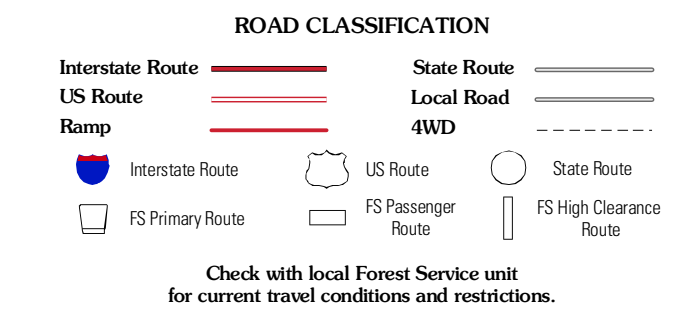 ROAD CLASSIFICATION
Interstate Route
State Route
US Route
Local Road
Ramp
4WD
Interstate Route
US Route
State Route
FS Primary Route
FS Passenger
Route
FS High Clearance
Route
Check with local Forest Service unit
for current travel conditions and restrictions.